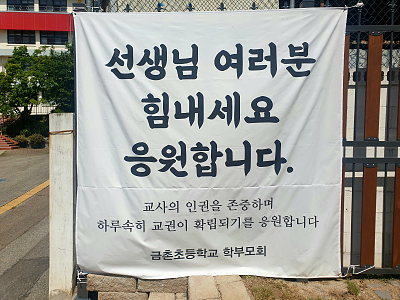 선생님 여러분
힘내세요
응원합니다.
교사의 인권을 존중하며
하루속히 교권이 확립되기를 응원합니다
금촌초등학교 학부모회